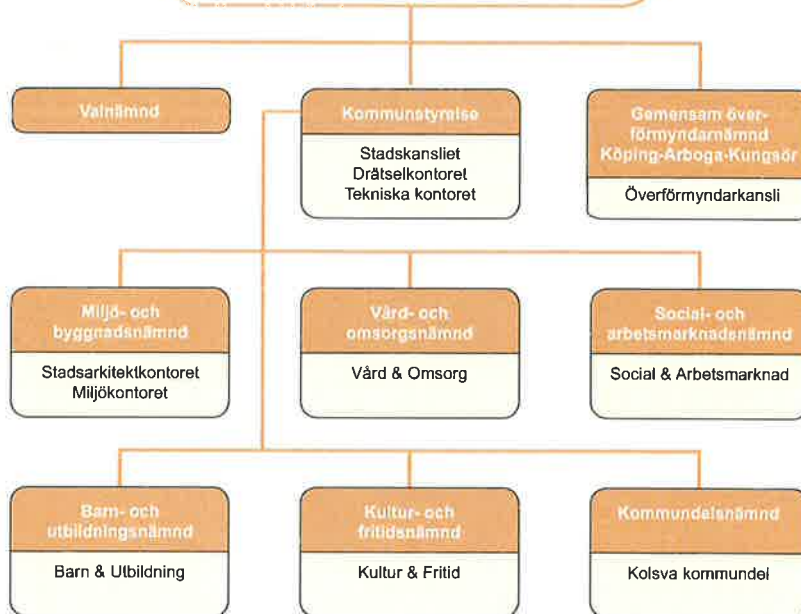 Valnämnd
Kommunstyrelse
Stadskansliet
Drätselkontoret
Tekniska kontoret
Gemensam över-
förmyndarnämnd
Köping-Arboga-Kungsör
Överförmyndarkansli
Miljö- och
byggnadsnämnd
Stadsarkitektkontoret
Miljökontoret
Vård- och
omsorgsnämnd
Vård & Omsorg
Social- och
arbetsmarknadsnämnd
Social & Arbetsmarknad
Barn- och
utbildningsnämnd
Barn & Utbildning
Kultur- och
fritidsnämnd
Kultur & Fritid
Kommundelsnämnd
Kolsva kommundel